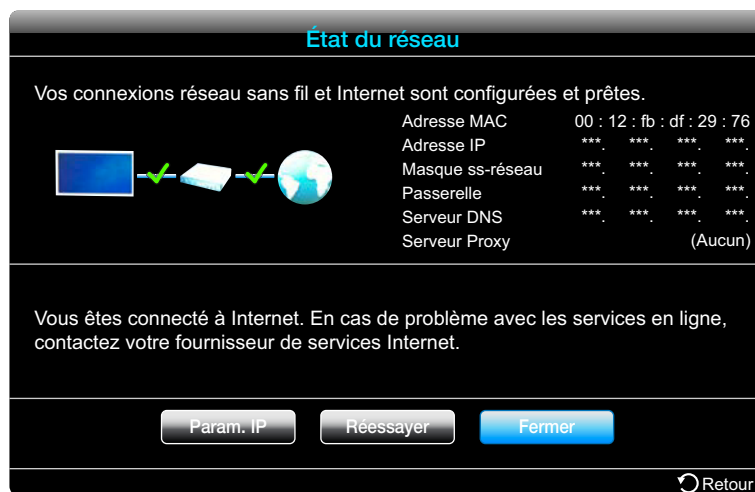 État du réseau
Vos connexions réseau sans fil et Internet sont configurées et prêtes.
Adresse MAC 00 : 12 : fb : df : 29 : 76
Adresse IP ***. ***. ***. ***.
Masque ss-réseau ***. ***. ***. ***.
Passerelle ***. ***. ***. ***.
Serveur DNS ***. ***. ***. ***.
Serveur Proxy (Aucun)
Vous êtes connecté à Internet. En cas de problème avec les services en ligne,
contactez votre fournisseur de services Internet.
Param. IP Réessayer Fermer
Retour